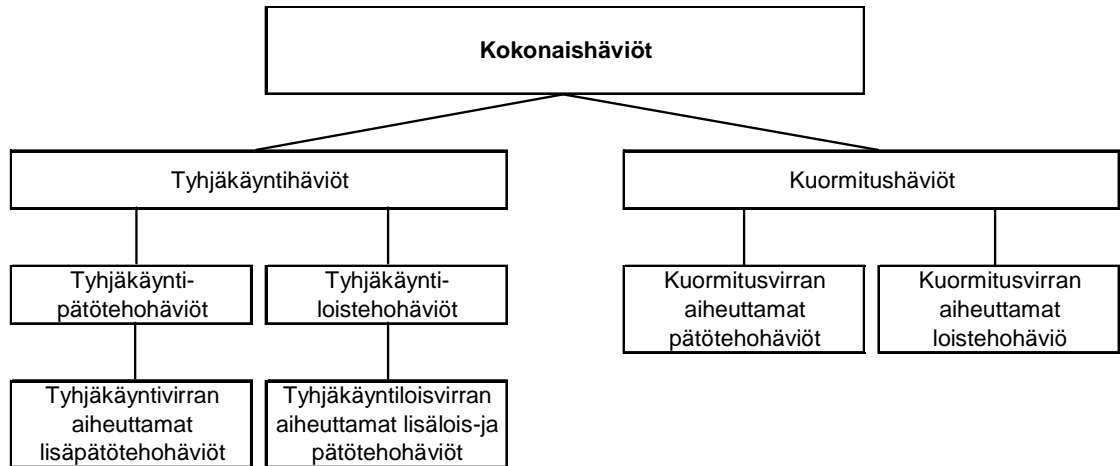 Kokonaishäviöt
Tyhjäkäyntihäviöt
Kuormitushäviöt
Tyhjäkäynti-
pätötehohäviöt
Tyhjäkäynti-
loistehohäviöt
Kuormitusvirran
aiheuttamat
pätötehohäviöt
Kuormitusvirran
aiheuttamat
loistehohäviö
Tyhjäkäyntivirran
aiheuttamat
lisäpätötehohäviöt
Tyhjäkäyntiloisvirran
aiheuttamat lisälois-ja
pätötehohäviöt